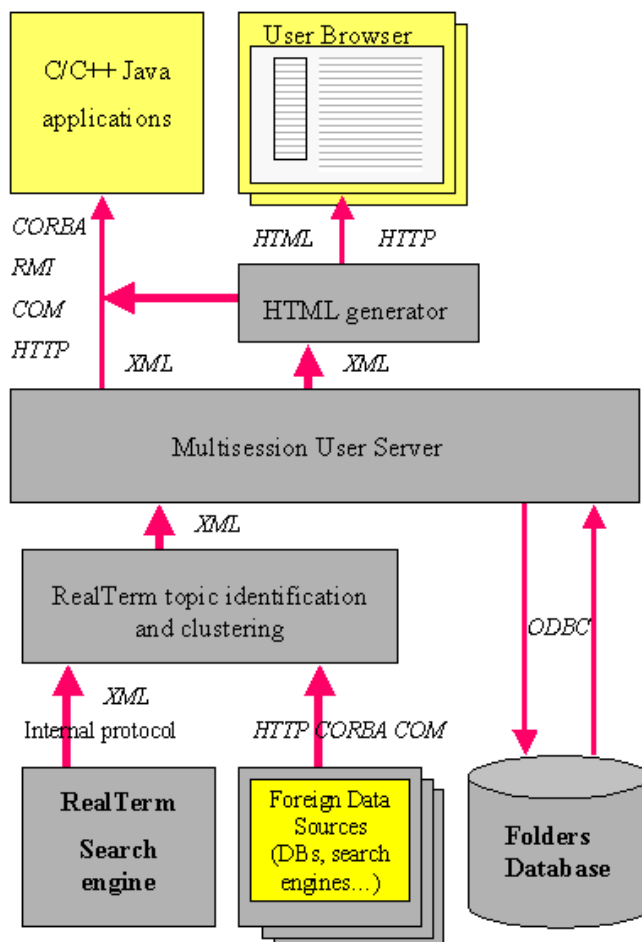 C/C++ Java
applications
User Browser
CORBA
RMI
COM
HTTP
XML
HTML
HTTP
HTML generator
XML
Multisession User Server
XML
RealTerm topic identification
and clustering
ODBC
XML
Internal protocol
HTTP CORBA COM
RealTerm
Search
engine
Foreign Data
Sources
(DBs, search
engines...)
Folders
Database